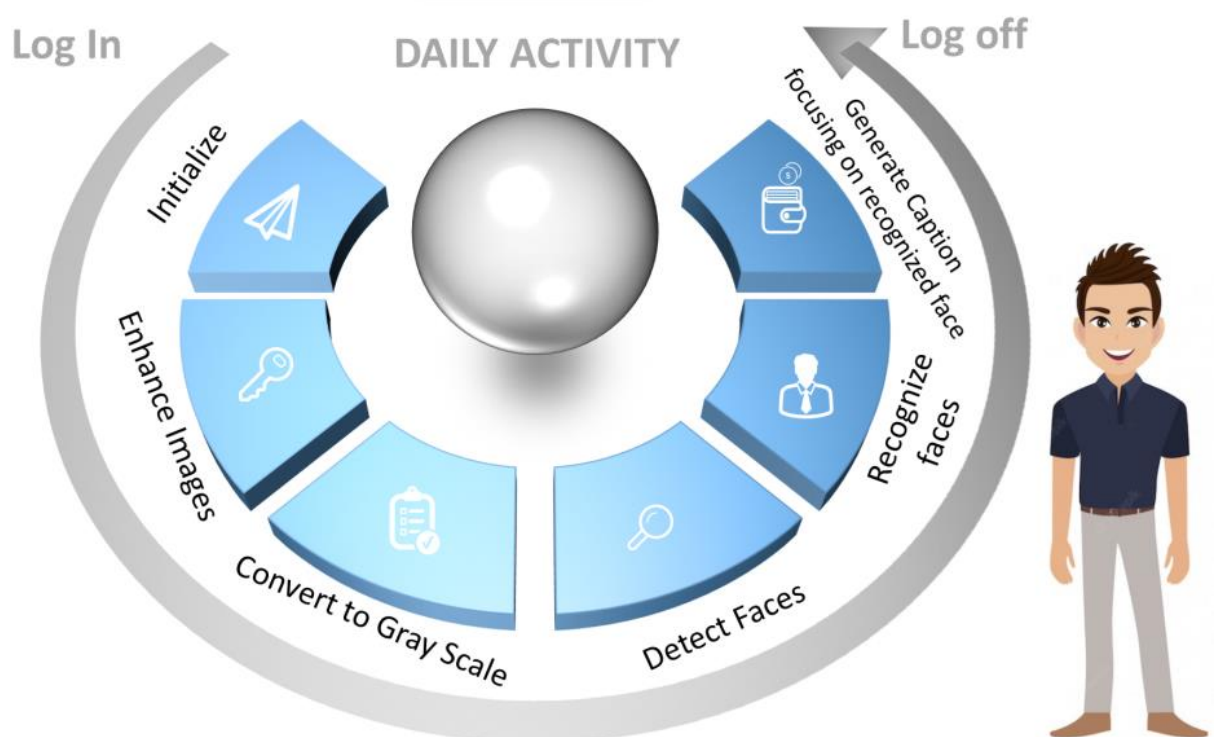 Log In
DAILY ACTIVITY
Log off
Initialize
Enhance Images
Convert to Gray Scale
Detect Faces
Recognize
faces
Generate Caption
focusing on recognized face